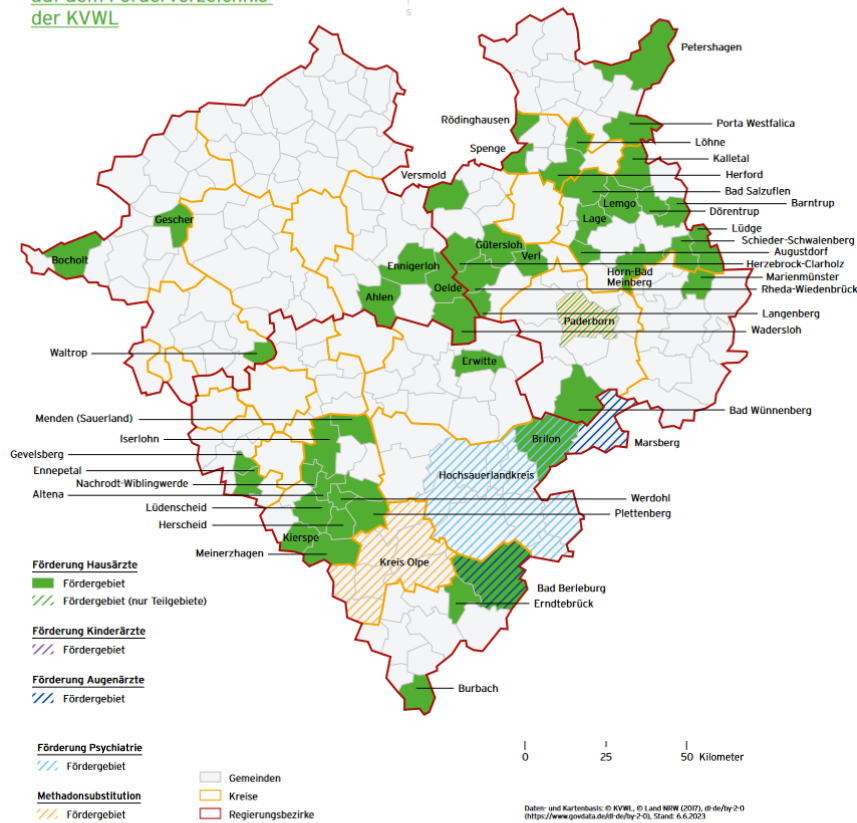 auf dem Förderverzeichnis
der KVWL
S
Petershagen
Rödinghausen
Porta Westfalica
Löhne
Spenge
Kalletal
Versmold
Herford
Bad Salzuflen
Barntrup
Lemgo
Dörentrup
Gescher
Lage
Lüdge
Schieder-Schwalenberg
Gütersloh
Augustdorf
Verl
Bocholt
Herzebrock-Clarholz
Ennigerloh
Horn-Bad
Meinberg
Marienmünster
Oelde
Rheda-Wiedenbrück
Ahlen
Langenberg
Paderborn
Wadersloh
Waltrop
Erwitte
Bad Wünnenberg
Menden (Sauerland)
Iserlohn
Brilon
Marsberg
Gevelsberg
Ennepetal
Hochsauerlandkreis
Nachrodt-Wiblingwerde
Altena
Werdohl
Lüdenscheid
Plettenberg
Herscheid
Kierspe
Meinerzhagen
Kreis Olpe
Förderung Hausärzte
Fördergebiet
Fördergebiet (nur Teilgebiete)
Bad Berleburg
Erndtebrück
Förderung Kinderärzte
Fördergebiet
Förderung Augenärzte
Fördergebiet
Burbach
Förderung Psychiatrie
Fördergebiet
Methadonsubstitution
Fördergebiet
Gemeinden
Kreise
Regierungsbezirke
0 25 50 Kilometer
Daten- und Kartenbasis: © KVWL, © Land NRW (2017), dl-de/by-2-0
(https://www.govdata.de/dl-de/by-2-0), Stand: 6.6.2023